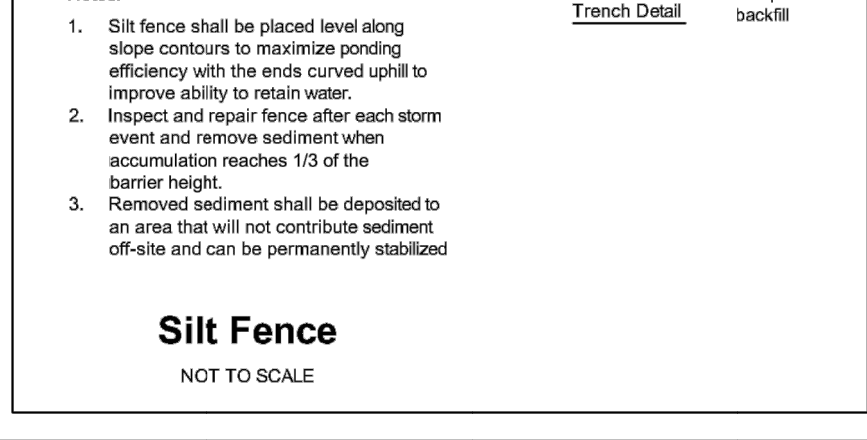 Trench Detail
backfill
1. Silt fence shall be placed level along
slope contours to maximize ponding
efficiency with the ends curved uphill to
improve ability to retain water.
2. Inspect and repair fence after each storm
event and remove sediment when
accumulation reaches 1/3 of the
barrier height.
3. Removed sediment shall be deposited to
an area that will not contribute sediment
off-site and can be permanently stabilized
Silt Fence
NOT TO SCALE